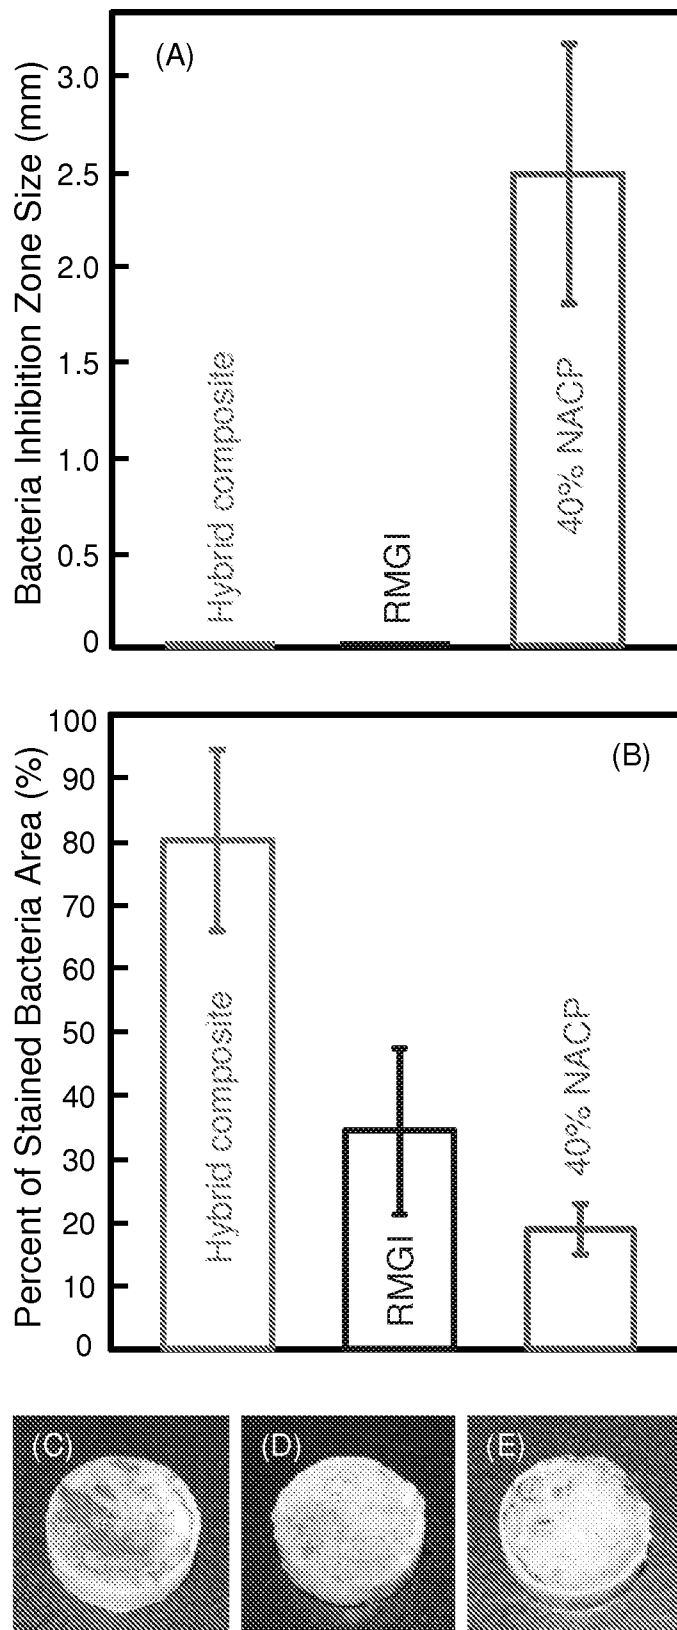 (A)
Bacteria Inhibition Zone Size (mm)
3.0
2.5
2.0
1.5
1.0
0.5
0
Hybrid composite
RMGI
40% NACP
(B)
Percent of Stained Bacteria Area (%)
100
90
80
70
60
50
40
30
20
10
0
Hybrid composite
RMGI
40% NACP
(C)
(D)
(E)